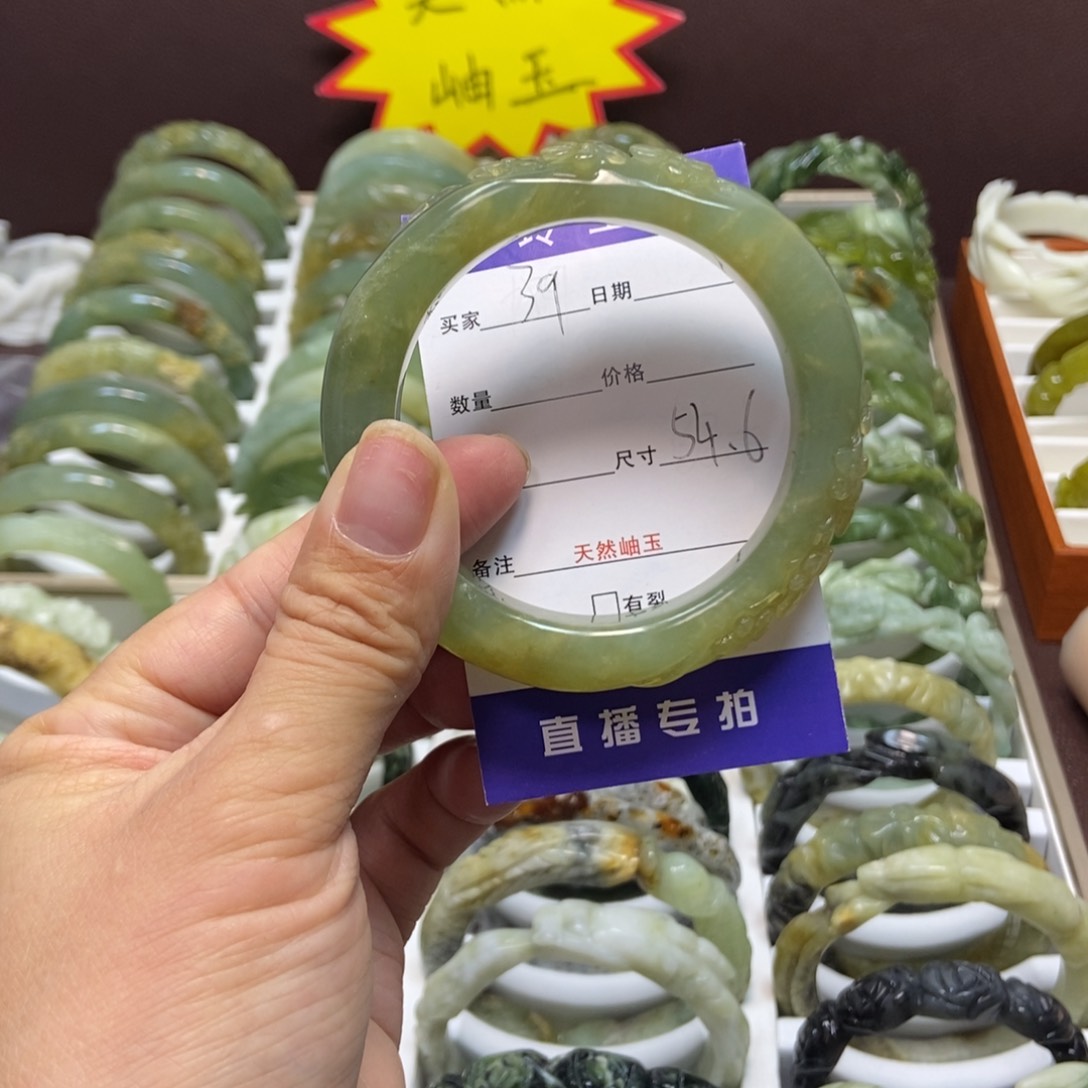 岫玉
买家 39 日期
数量 价格
尺寸 54.6
备注 天然岫玉
有裂
直播专拍